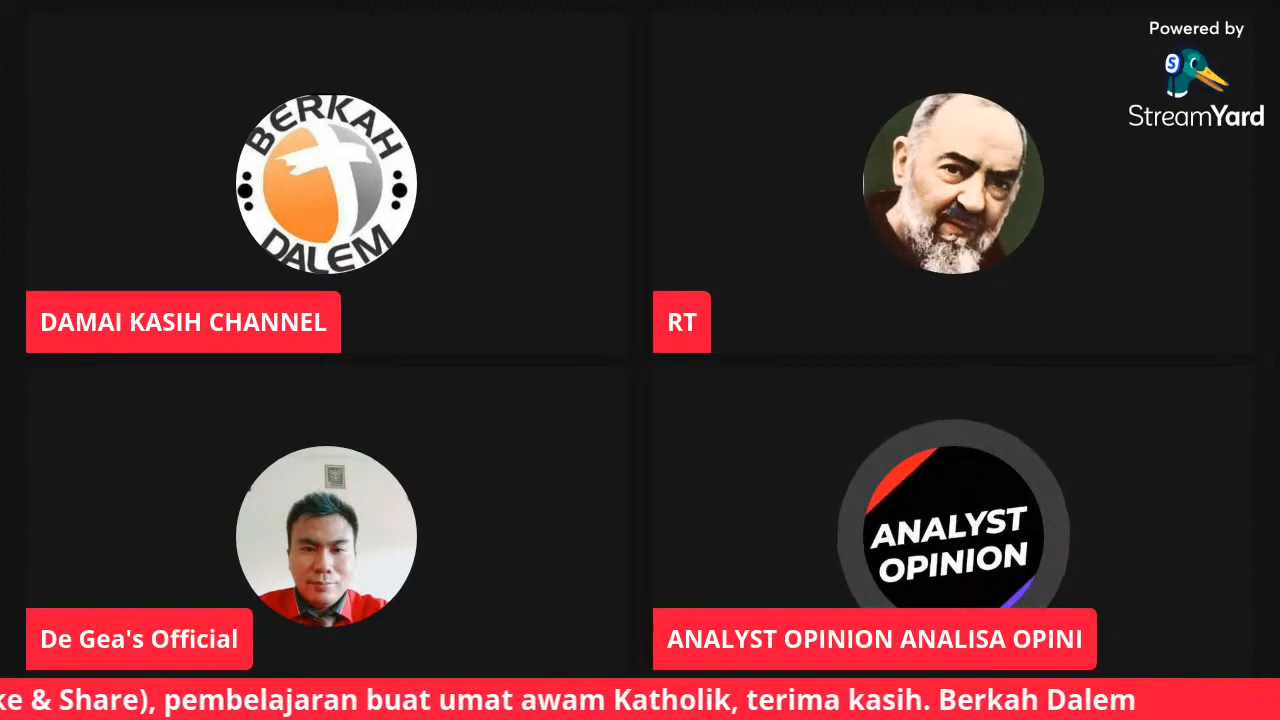 Powered by
StreamYard
BERKAH
DALEM
DAMAI KASIH CHANNEL
RT
De Gea's Official
ANALYST
OPINION
ANALYST OPINION ANALISA OPINI
ke & Share), pembelajaran buat umat awam Katholik, terima kasih. Berkah Dalem